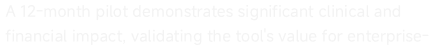 A 12-month pilot demonstrates significant clinical and
financial impact, validating the tool's value for enterprise-